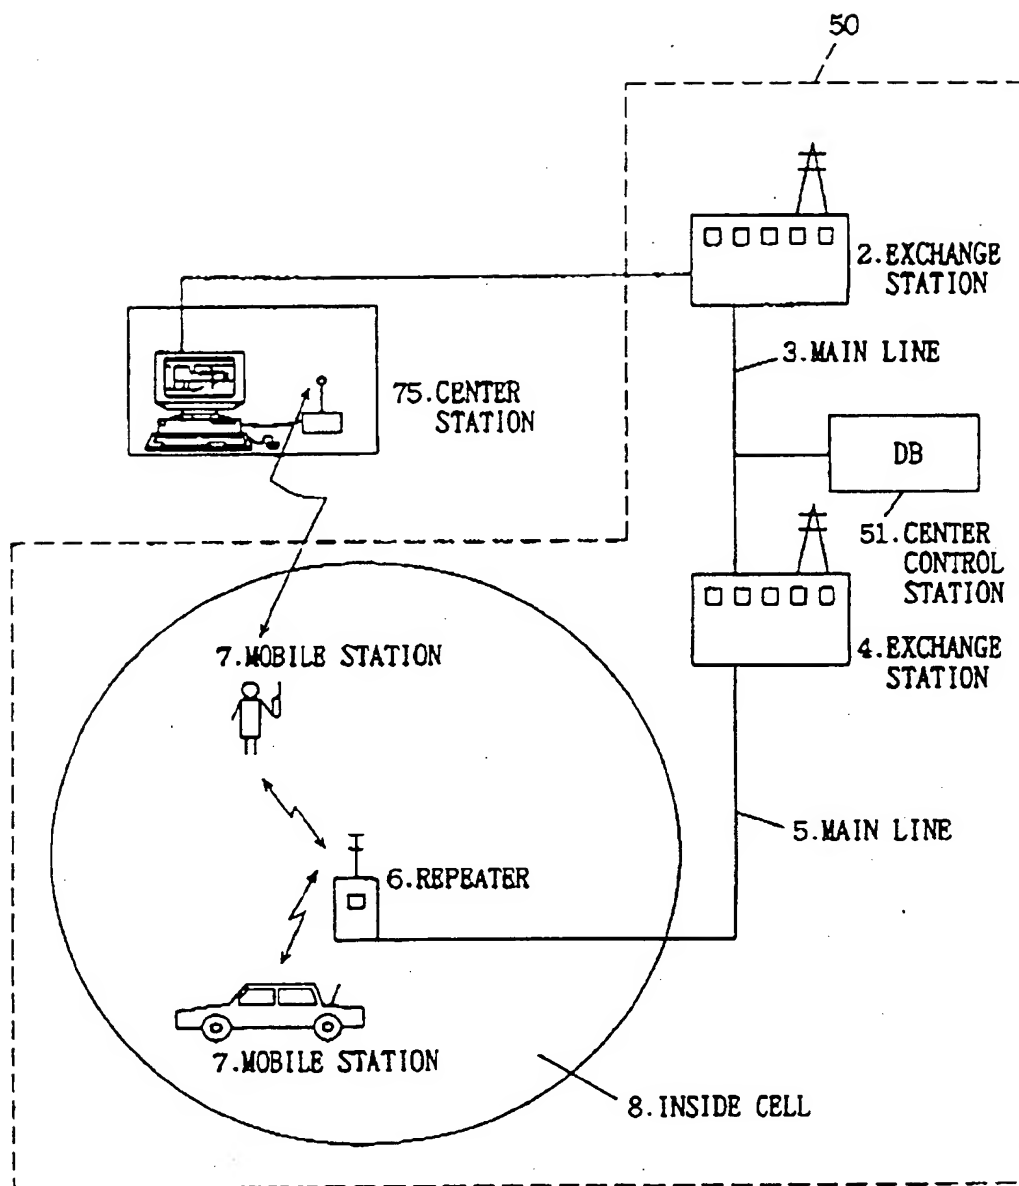 50
2.EXCHANGE
STATION
3.MAIN LINE
75.CENTER
STATION
DB
51.CENTER
CONTROL
STATION
7.MOBILE STATION
4.EXCHANGE
STATION
5.MAIN LINE
6.REPEATER
7.MOBILE STATION
8.INSIDE CELL